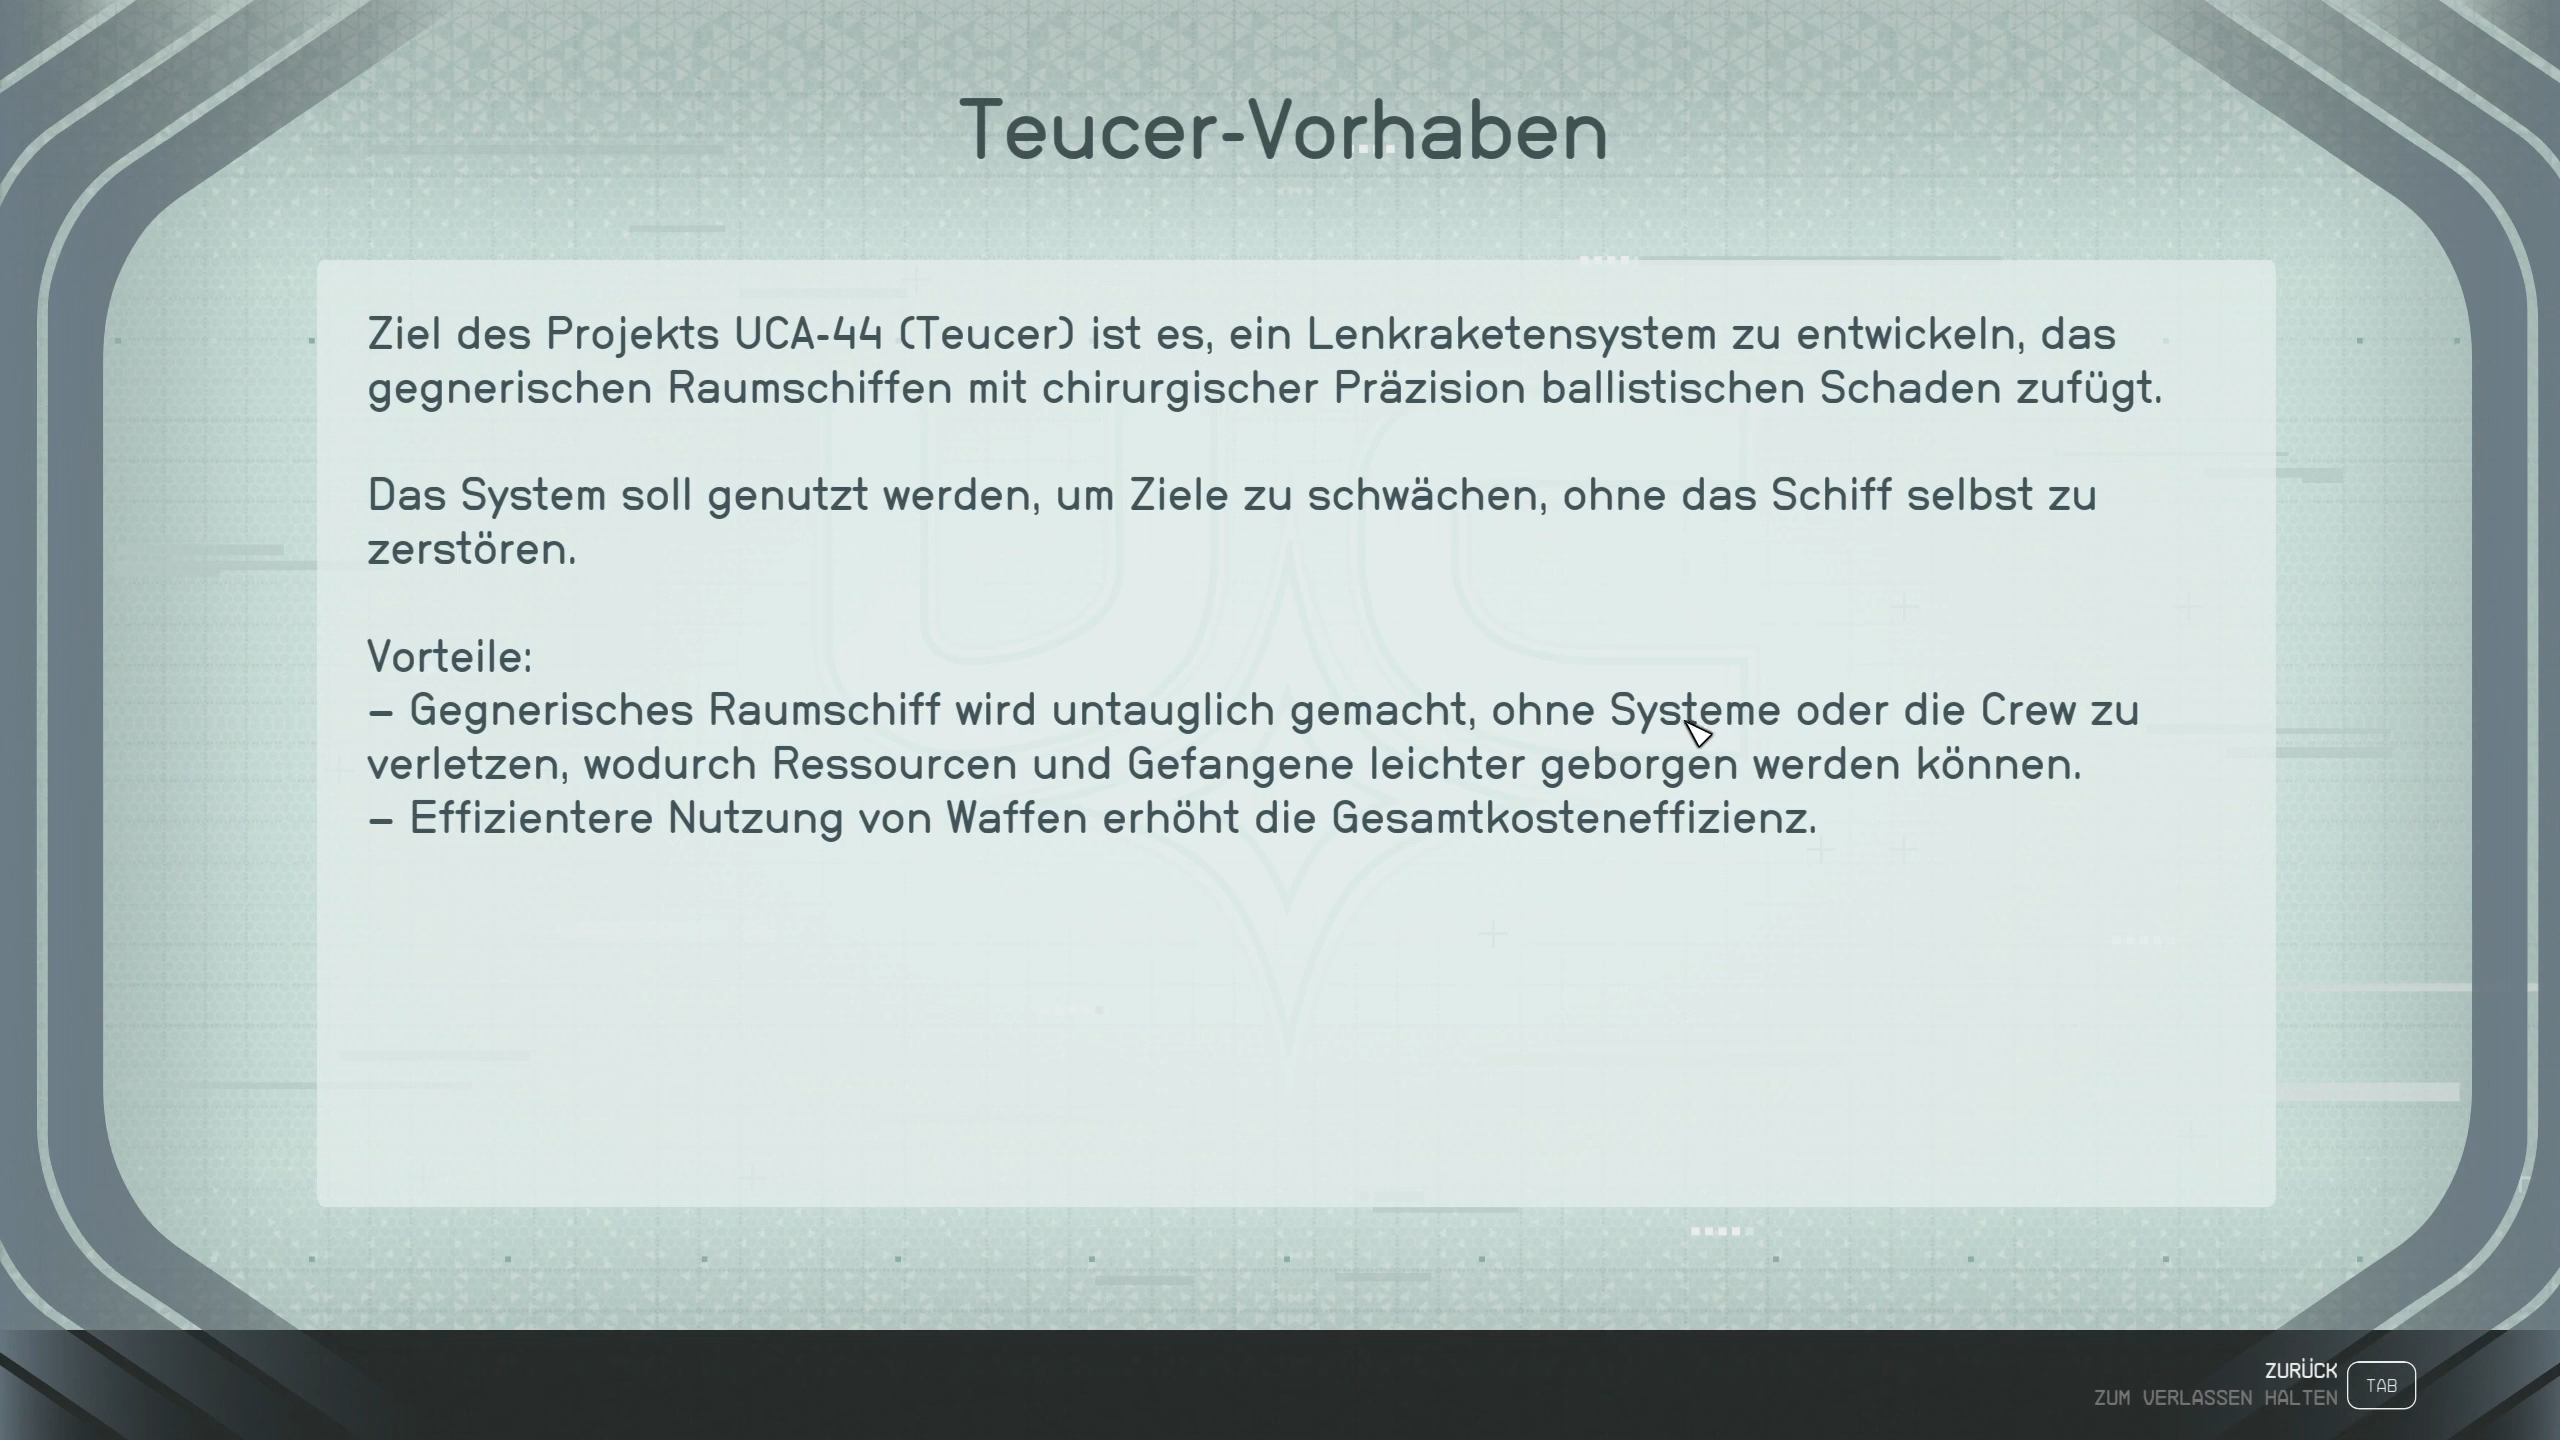 Teucer-Vorhaben
Ziel des Projekts UCA-44 (Teucer) ist es, ein Lenkraketensystem zu entwickeln, das
gegnerischen Raumschiffen mit chirurgischer Präzision ballistischen Schaden zufügt.
Das System soll genutzt werden, um Ziele zu schwächen, ohne das Schiff selbst zu
zerstören.
Vorteile:
– Gegnerisches Raumschiff wird untauglich gemacht, ohne Systeme oder die Crew zu
verletzen, wodurch Ressourcen und Gefangene leichter geborgen werden können.
– Effizientere Nutzung von Waffen erhöht die Gesamtkosteneffizienz.
UC
ZURÜCK
ZUM VERLASSEN HALTEN
TAB